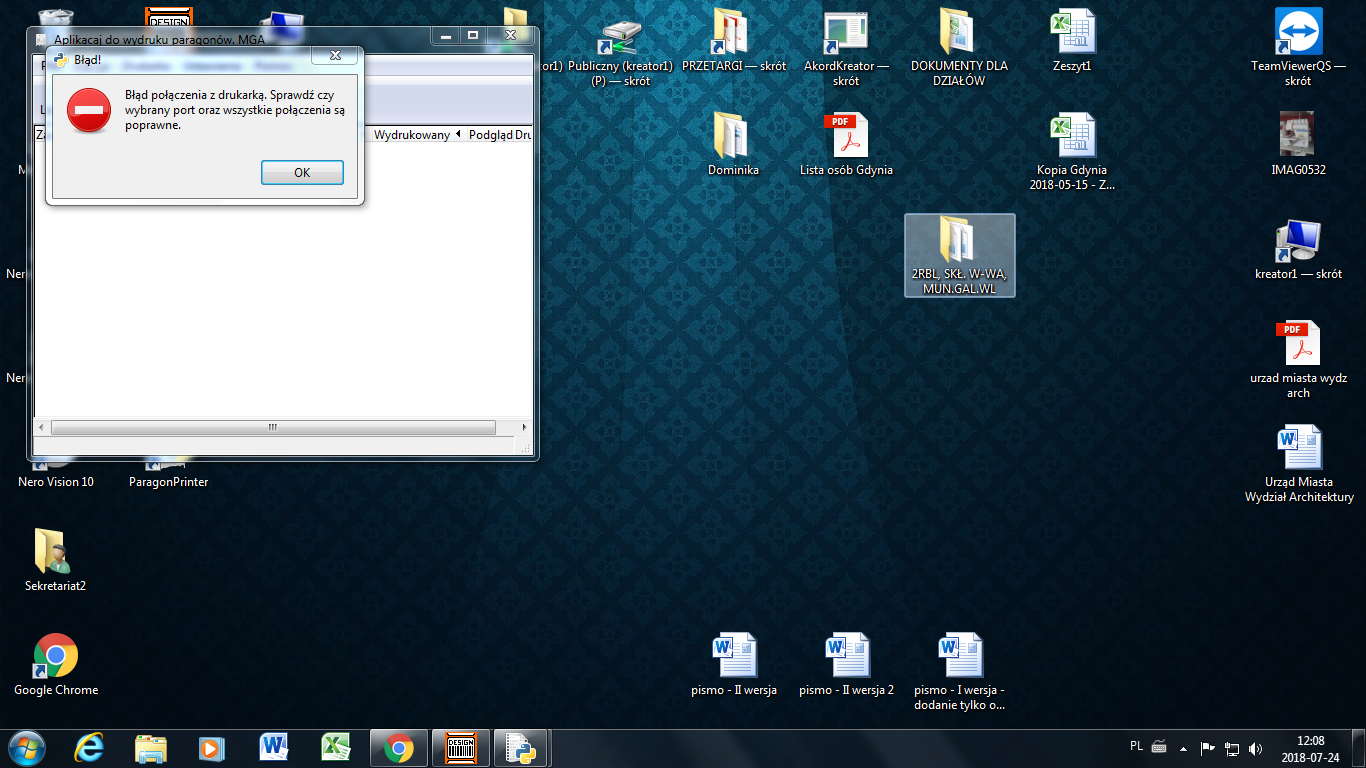 Aplikacaj do wydruku paragonów. MGA
Błąd!
Błąd połączenia z drukarką. Sprawdź czy
wybrany port oraz wszystkie połączenia są
poprawne.
OK
Wydrukowany
Podgląd Dru
Publiczny (kreator1)
(P) — skrót
PRZETARGI — skrót
AkordKreator —
skrót
DOKUMENTY DLA
DZIAŁÓW
Zeszyt1
TeamViewerQS —
skrót
Dominika
PDF
Lista osób Gdynia
Kopia Gdynia
2018-05-15 - Z...
IMAG0532
2RBL, SKŁ. W-WA,
MUN.GAL.WL
kreator1 — skrót
PDF
urzad miasta wydz
arch
Urząd Miasta
Wydział Architektury
Nero Vision 10
ParagonPrinter
Sekretariat2
Google Chrome
pismo - II wersja
pismo - II wersja 2
pismo - I wersja -
dodanie tylko o...
DESIGN
PL
12:08
2018-07-24